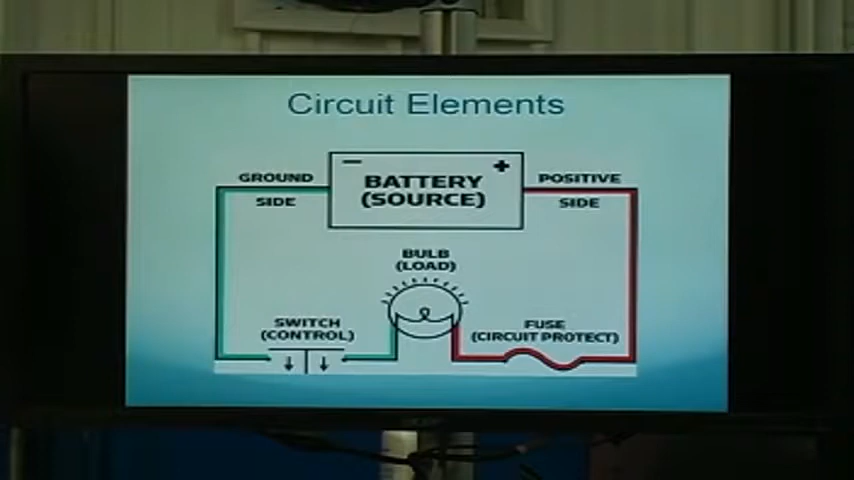 Circuit Elements
− +
GROUND
SIDE
BATTERY
(SOURCE)
POSITIVE
SIDE
BULB
(LOAD)
SWITCH
(CONTROL)
FUSE
(CIRCUIT PROTECT)